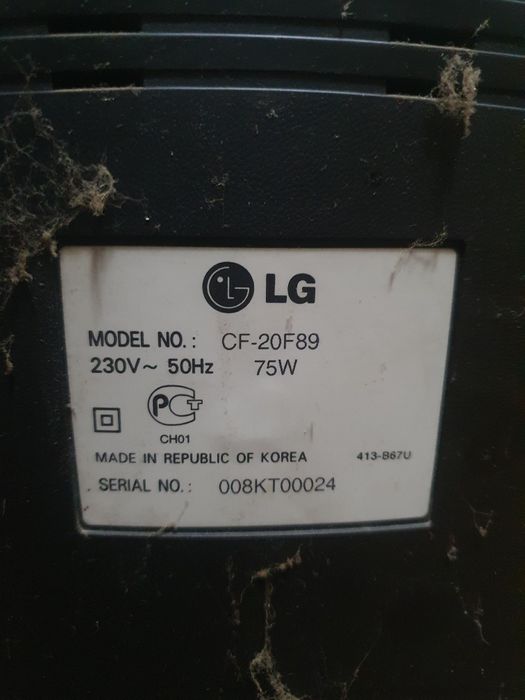 LG
MODEL NO.: CF-20F89
230V~ 50Hz 75W
PCT
CH01
MADE IN REPUBLIC OF KOREA 413-B67U
SERIAL NO.: 008KT00024